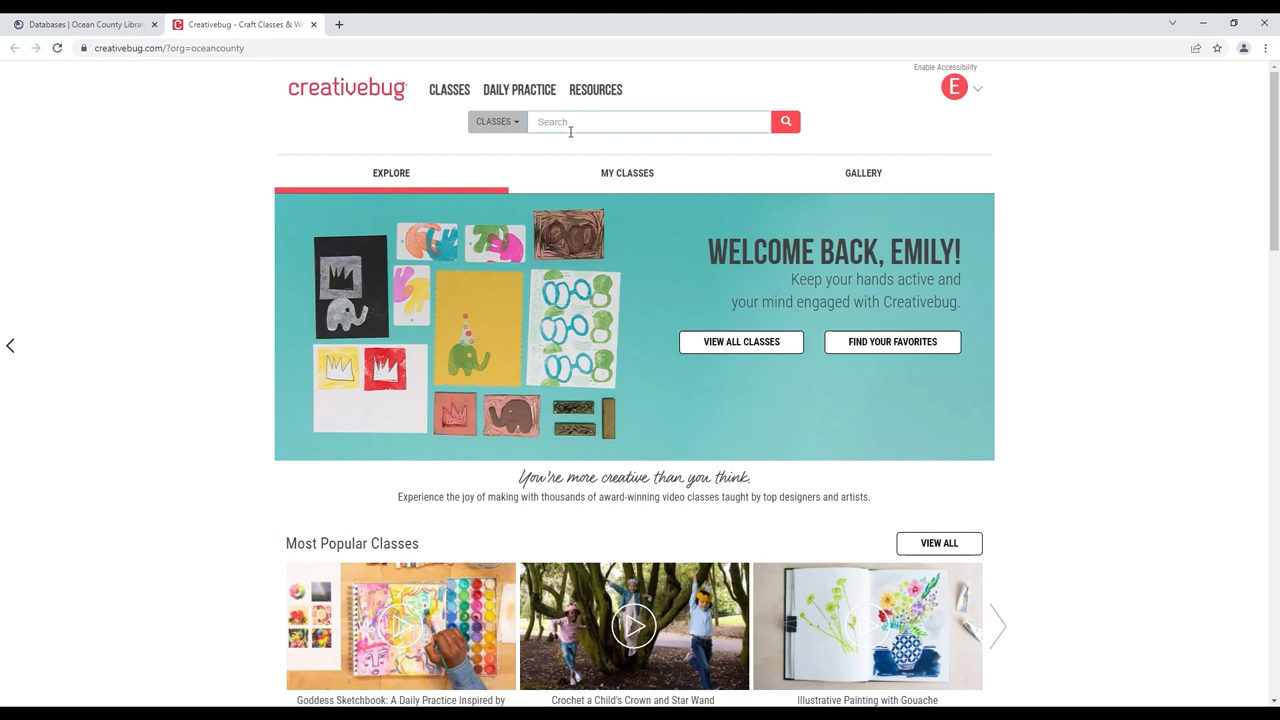 Databases | Ocean County Libra
Creativebug - Craft Classes & Wo
creativebug.com/?org=oceancounty
Enable Accessibility
creativebug
CLASSES
DAILY PRACTICE
RESOURCES
E
CLASSES
Search
EXPLORE
MY CLASSES
GALLERY
WELCOME BACK, EMILY!
Keep your hands active and
your mind engaged with Creativebug.
VIEW ALL CLASSES
FIND YOUR FAVORITES
You're more creative than you think.
Experience the joy of making with thousands of award-winning video classes taught by top designers and artists.
Most Popular Classes
VIEW ALL
Goddess Sketchbook: A Daily Practice Inspired by
Crochet a Child's Crown and Star Wand
Illustrative Painting with Gouache